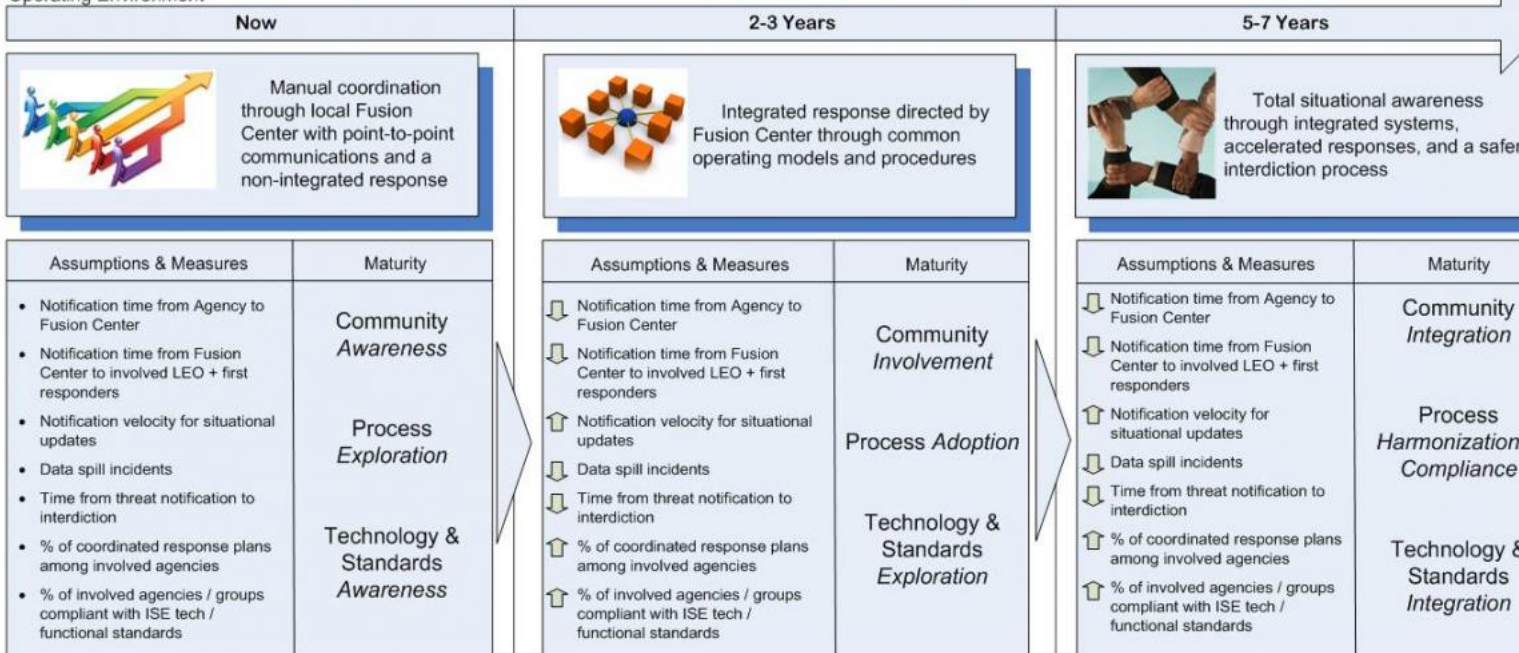 Operating Environment
Now
2-3 Years
5-7 Years
Manual coordination
through local Fusion
Center with point-to-point
communications and a
non-integrated response
Integrated response directed by
Fusion Center through common
operating models and procedures
Total situational awareness
through integrated systems,
accelerated responses, and a safer
interdiction process
Assumptions & Measures
Maturity
• Notification time from Agency to
Fusion Center
• Notification time from Fusion
Center to involved LEO + first
responders
• Notification velocity for situational
updates
• Data spill incidents
• Time from threat notification to
interdiction
• % of coordinated response plans
among involved agencies
• % of involved agencies / groups
compliant with ISE tech /
functional standards
Community
Awareness
Process
Exploration
Technology &
Standards
Awareness
Assumptions & Measures
Maturity
Notification time from Agency to
Fusion Center
Notification time from Fusion
Center to involved LEO + first
responders
Notification velocity for situational
updates
Data spill incidents
Time from threat notification to
interdiction
% of coordinated response plans
among involved agencies
% of involved agencies / groups
compliant with ISE tech /
functional standards
Community
Involvement
Process Adoption
Technology &
Standards
Exploration
Assumptions & Measures
Maturity
Notification time from Agency to
Fusion Center
Notification time from Fusion
Center to involved LEO + first
responders
Notification velocity for
situational updates
Data spill incidents
Time from threat notification to
interdiction
% of coordinated response plans
among involved agencies
% of involved agencies / groups
compliant with ISE tech /
functional standards
Community
Integration
Process
Harmonization
Compliance
Technology &
Standards
Integration